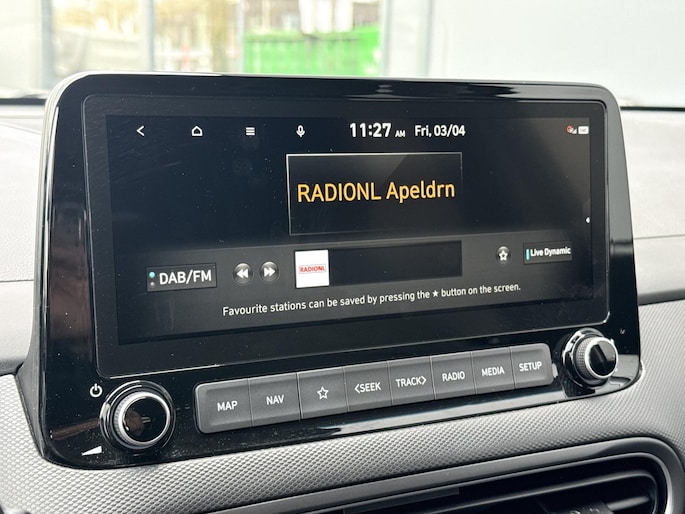 11:27 AM Fri, 03/04
RADIONL Apeldrn
DAB/FM
RADIONL
Live Dynamic
Favourite stations can be saved by pressing the ★ button on the screen.
MAP NAV ☆ <SEEK TRACK> RADIO MEDIA SETUP